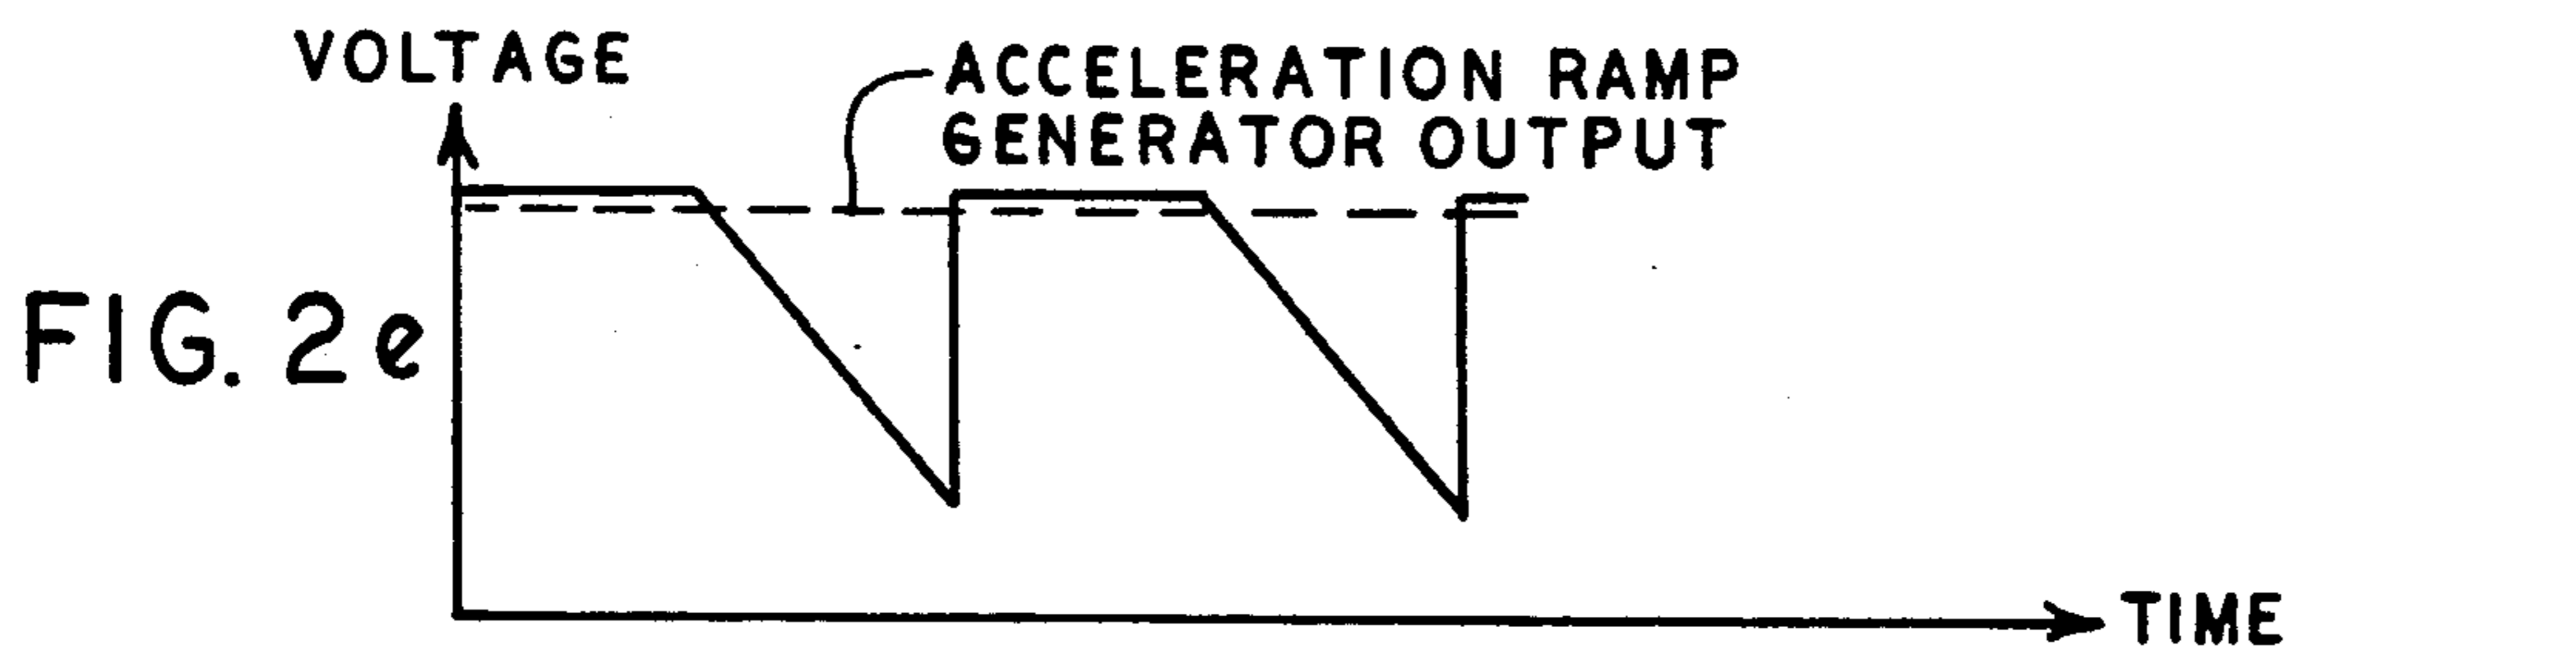 VOLTAGE
ACCELERATION RAMP
GENERATOR OUTPUT
FIG. 2e
TIME